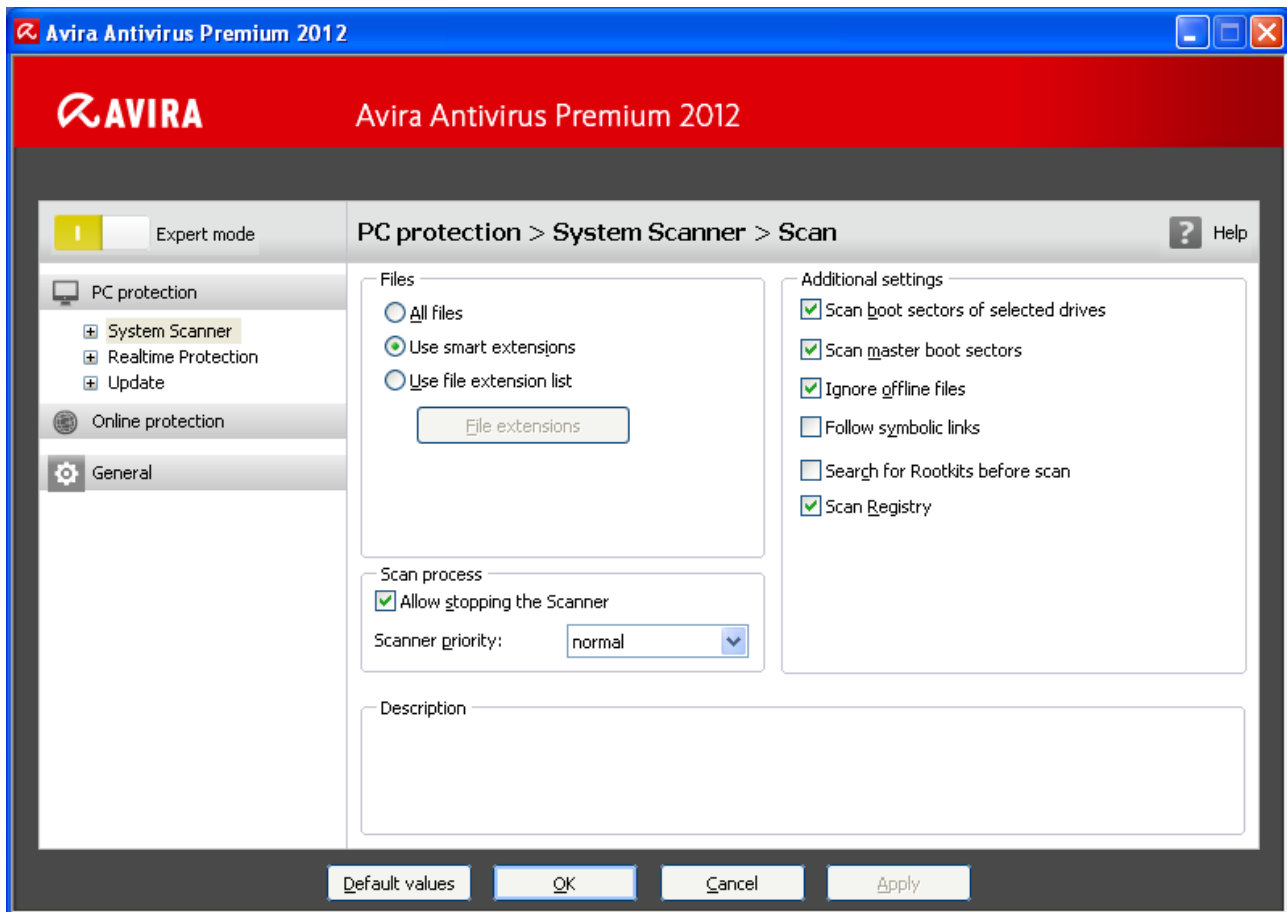 Avira Antivirus Premium 2012
AVIRA
Avira Antivirus Premium 2012
Expert mode
PC protection > System Scanner > Scan
? Help
PC protection
System Scanner
Realtime Protection
Update
Online protection
General
Files
All files
Use smart extensions
Use file extension list
File extensions
Additional settings
Scan boot sectors of selected drives
Scan master boot sectors
Ignore offline files
Follow symbolic links
Search for Rootkits before scan
Scan Registry
Scan process
Allow stopping the Scanner
Scanner priority: normal
Description
Default values
OK
Cancel
Apply